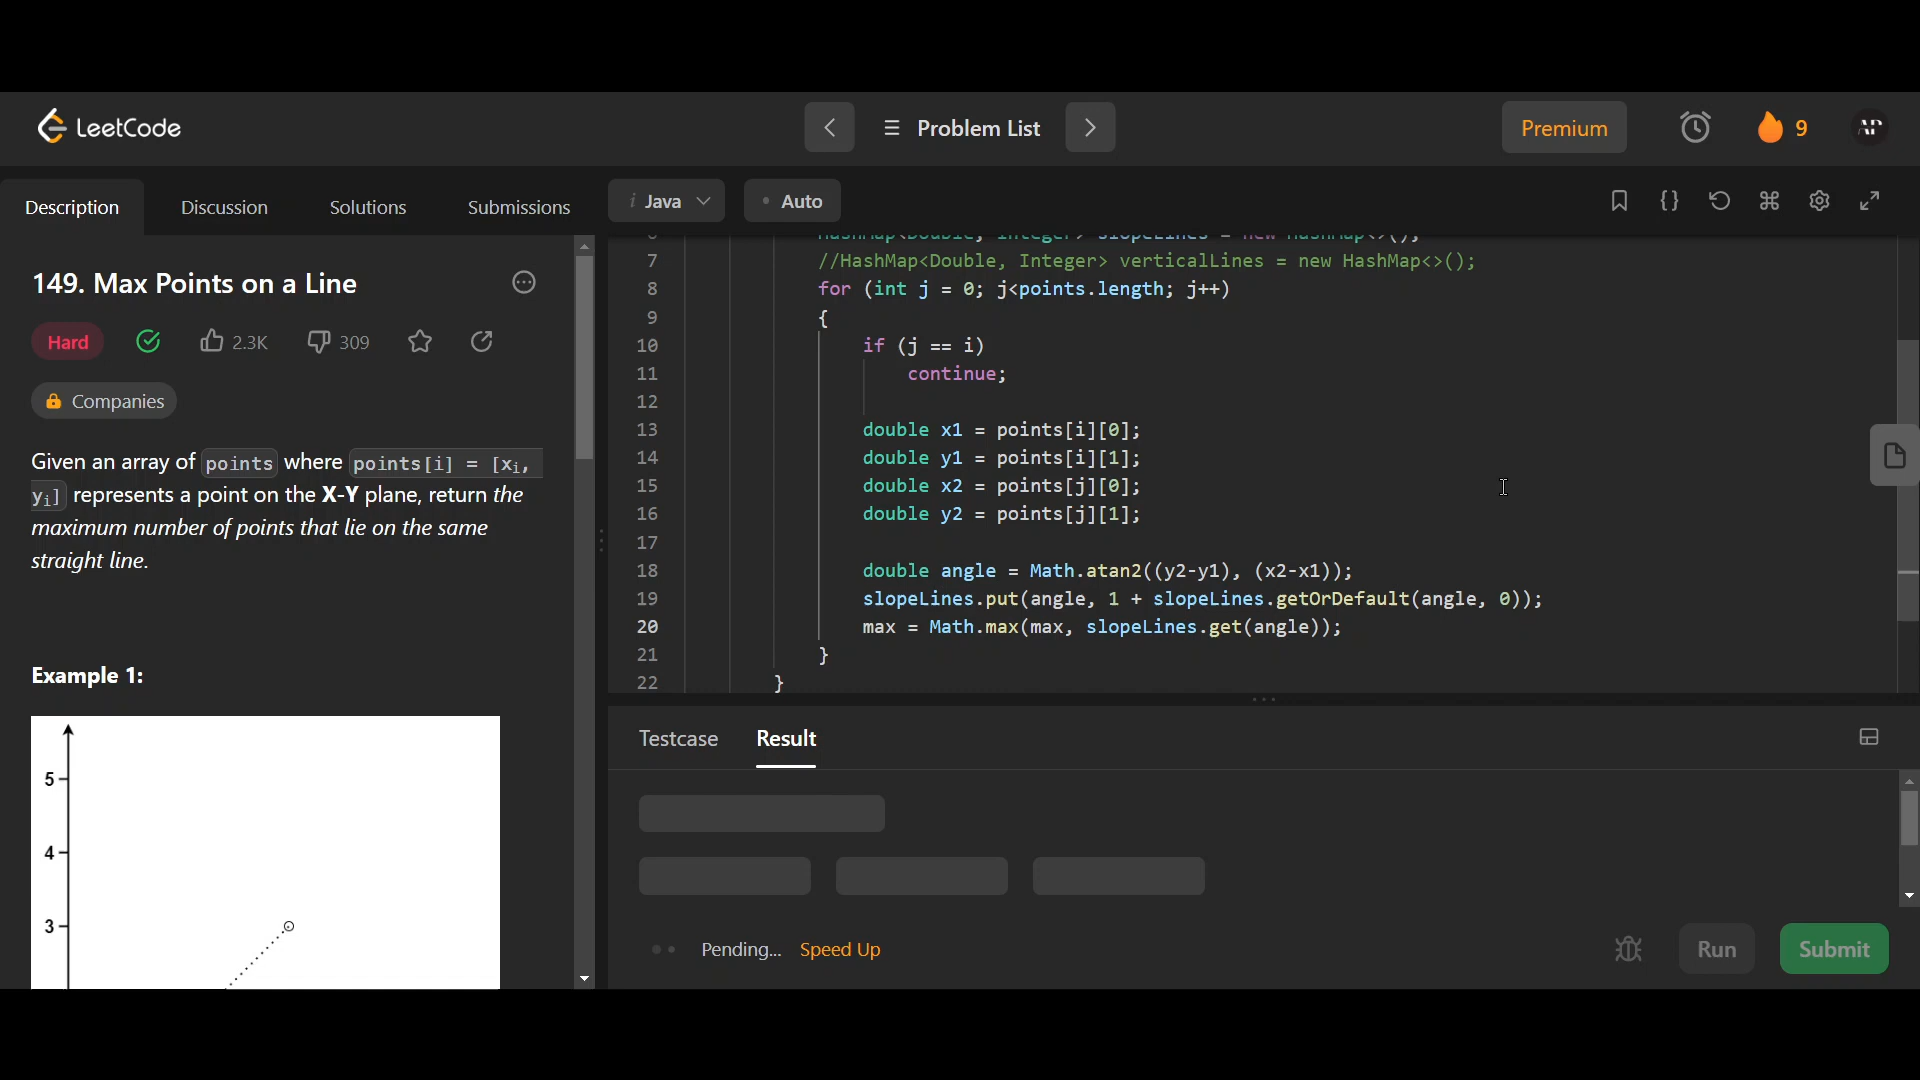 LeetCode
Problem List
Premium
9
Description
Discussion
Solutions
Submissions
i Java
Auto
149. Max Points on a Line
Hard
2.3K
309
Companies
Given an array of points where points[i] = [xi,
yi] represents a point on the X-Y plane, return the
maximum number of points that lie on the same
straight line.
Example 1:
5
4
3
7 //HashMap<Double, Integer> verticalLines = new HashMap<>();
8 for (int j = 0; j<points.length; j++)
9 {
10 if (j == i)
11 continue;
12
13 double x1 = points[i][0];
14 double y1 = points[i][1];
15 double x2 = points[j][0];
16 double y2 = points[j][1];
17
18 double angle = Math.atan2((y2-y1), (x2-x1));
19 slopeLines.put(angle, 1 + slopeLines.getOrDefault(angle, 0));
20 max = Math.max(max, slopeLines.get(angle));
21 }
22 }
Testcase
Result
Pending... Speed Up
Run
Submit